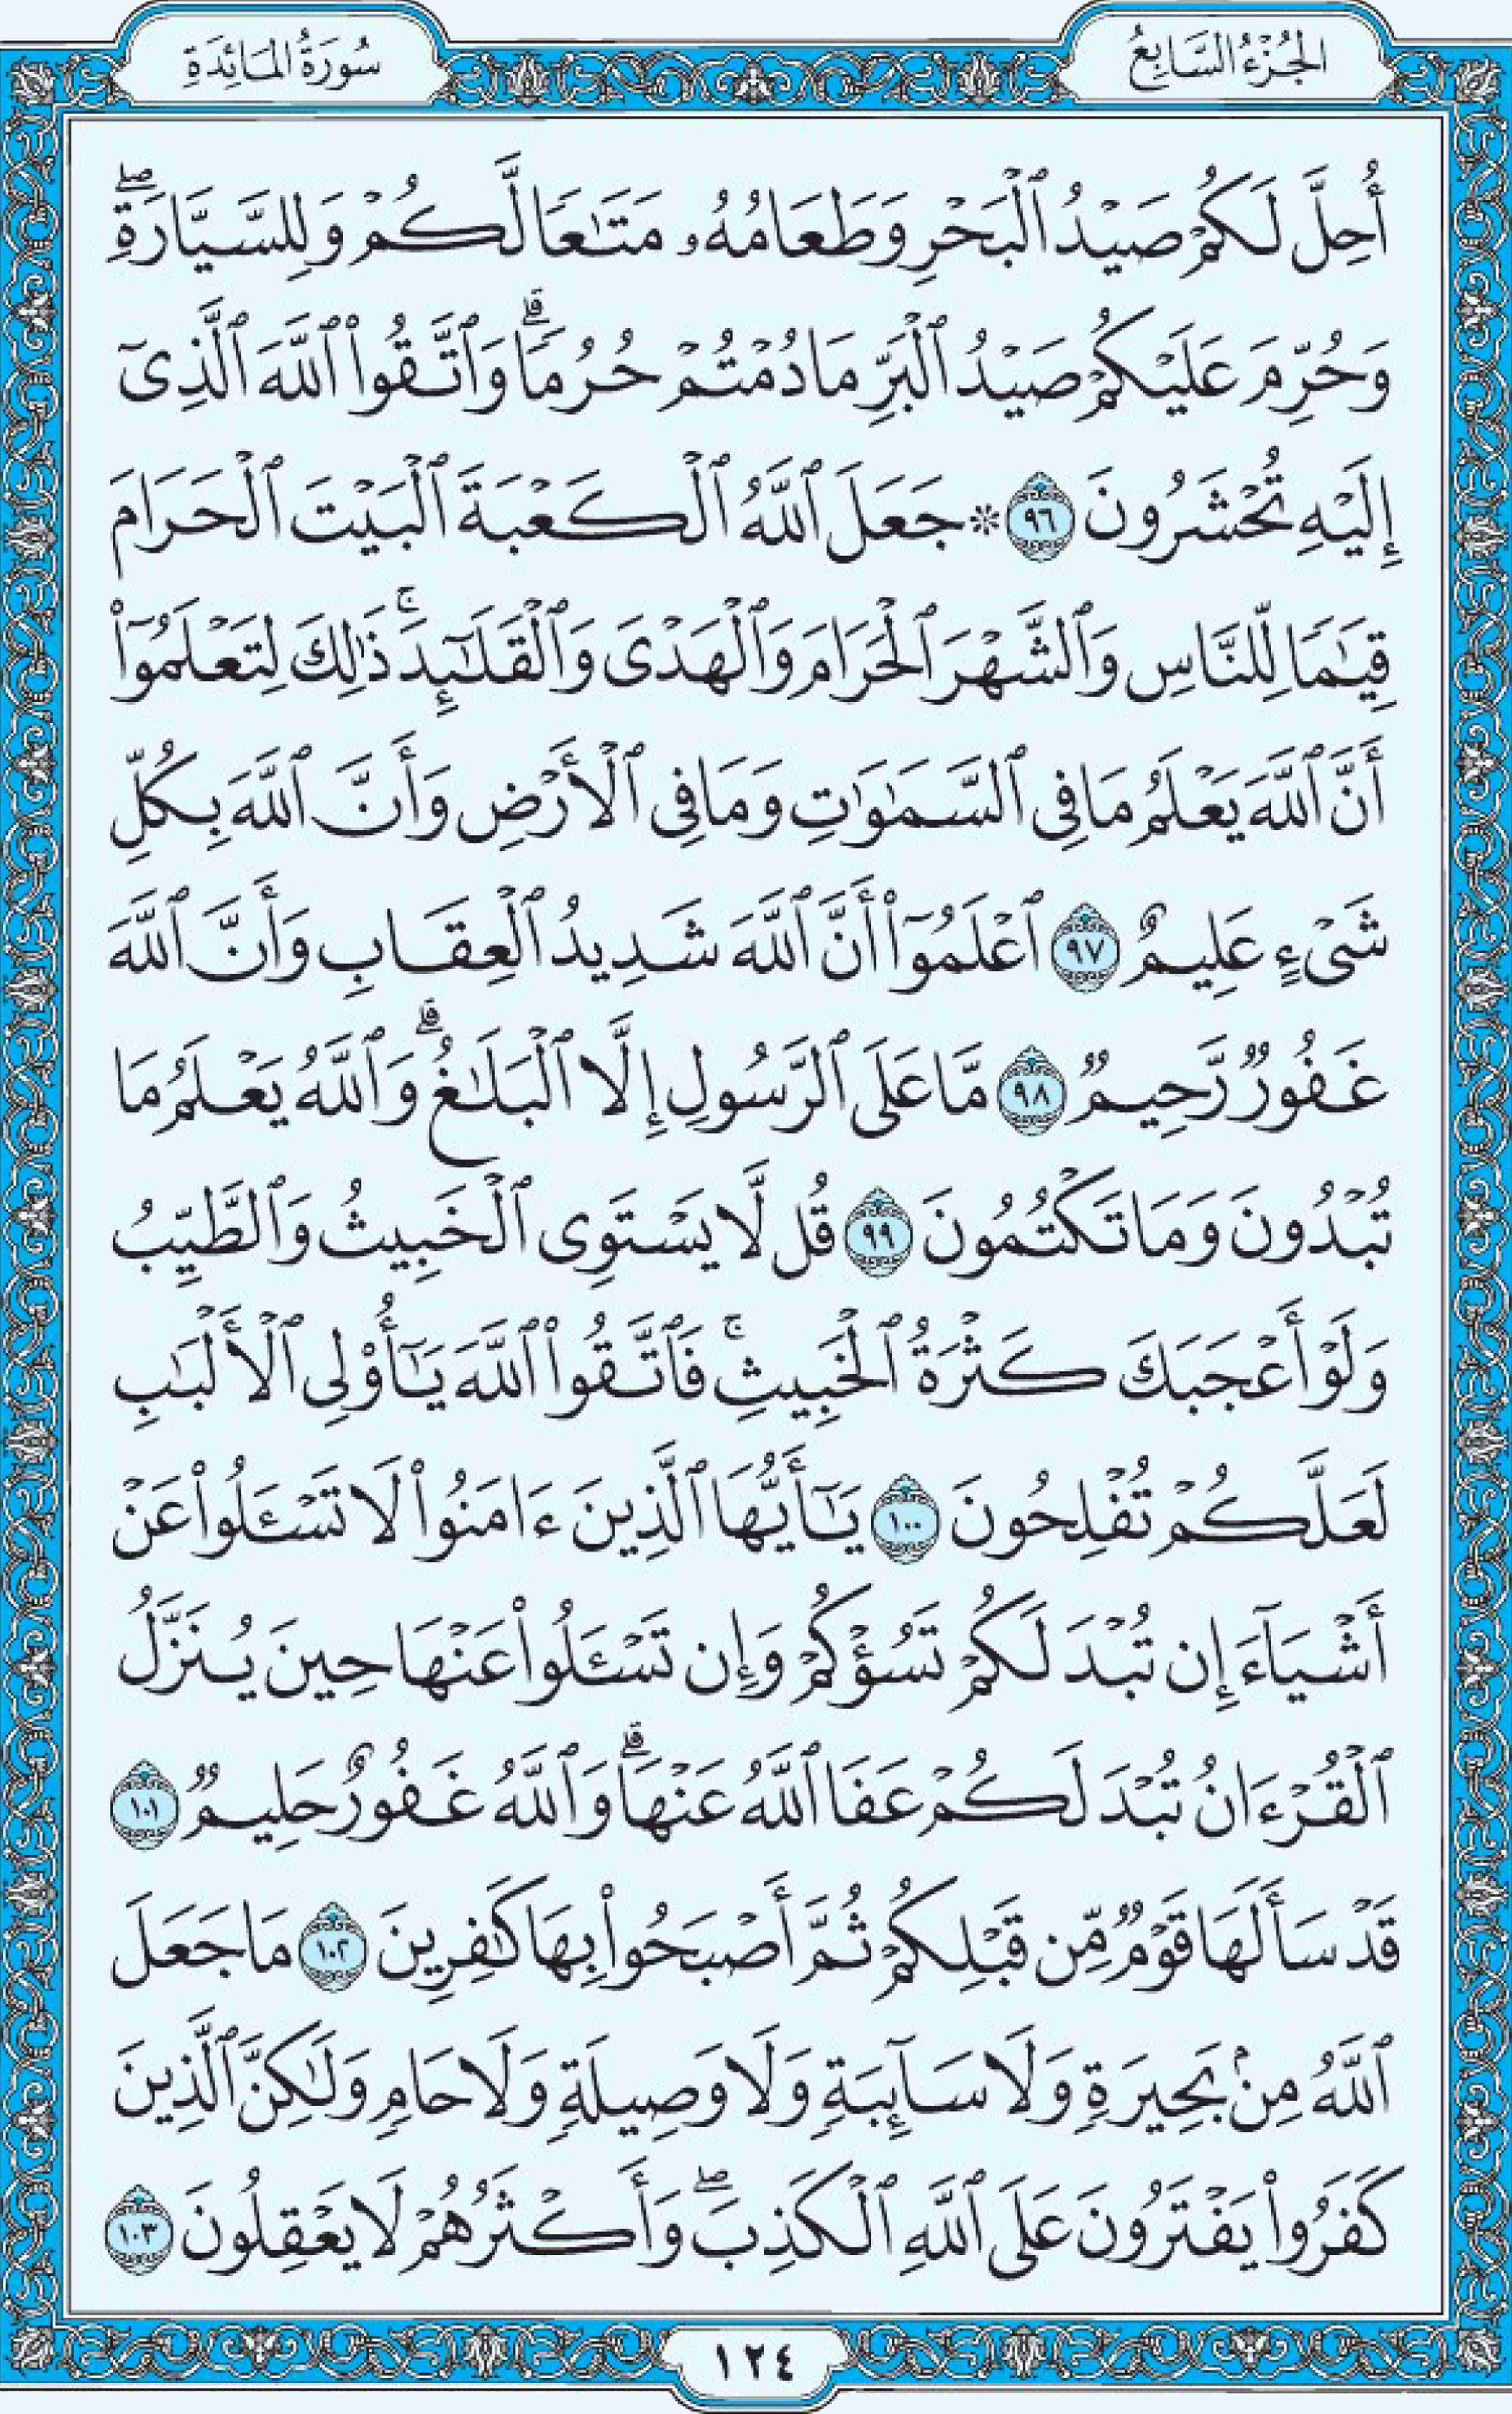 الجُزْءُ السَّابِعُ
سُورَةُ المَائِدَةِ
أُحِلَّ لَكُمْ صَيْدُ ٱلْبَحْرِ وَطَعَامُهُۥ مَتَٰعًا لَّكُمْ وَلِلسَّيَّارَةِۖ
وَحُرِّمَ عَلَيْكُمْ صَيْدُ ٱلْبَرِّ مَا دُمْتُمْ حُرُمًاۗ وَٱتَّقُوا۟ ٱللَّهَ ٱلَّذِىٓ
إِلَيْهِ تُحْشَرُونَ ٩٦ ۞ جَعَلَ ٱللَّهُ ٱلْكَعْبَةَ ٱلْبَيْتَ ٱلْحَرَامَ
قِيَٰمًا لِّلنَّاسِ وَٱلشَّهْرَ ٱلْحَرَامَ وَٱلْهَدْىَ وَٱلْقَلَٰٓئِدَۚ ذَٰلِكَ لِتَعْلَمُوٓا۟
أَنَّ ٱللَّهَ يَعْلَمُ مَا فِى ٱلسَّمَٰوَٰتِ وَمَا فِى ٱلْأَرْضِ وَأَنَّ ٱللَّهَ بِكُلِّ
شَىْءٍ عَلِيمٌ ٩٧ ٱعْلَمُوٓا۟ أَنَّ ٱللَّهَ شَدِيدُ ٱلْعِقَابِ وَأَنَّ ٱللَّهَ
غَفُورٌ رَّحِيمٌ ٩٨ مَّا عَلَى ٱلرَّسُولِ إِلَّا ٱلْبَلَٰغُۗ وَٱللَّهُ يَعْلَمُ مَا
تُبْدُونَ وَمَا تَكْتُمُونَ ٩٩ قُل لَّا يَسْتَوِى ٱلْخَبِيثُ وَٱلطَّيِّبُ
وَلَوْ أَعْجَبَكَ كَثْرَةُ ٱلْخَبِيثِۚ فَٱتَّقُوا۟ ٱللَّهَ يَٰٓأُو۟لِى ٱلْأَلْبَٰبِ
لَعَلَّكُمْ تُفْلِحُونَ ١٠٠ يَٰٓأَيُّهَا ٱلَّذِينَ ءَامَنُوا۟ لَا تَسْـَٔلُوا۟ عَنْ
أَشْيَآءَ إِن تُبْدَ لَكُمْ تَسُؤْكُمْ وَإِن تَسْـَٔلُوا۟ عَنْهَا حِينَ يُنَزَّلُ
ٱلْقُرْءَانُ تُبْدَ لَكُمْ عَفَا ٱللَّهُ عَنْهَاۗ وَٱللَّهُ غَفُورٌ حَلِيمٌ ١٠١
قَدْ سَأَلَهَا قَوْمٌ مِّن قَبْلِكُمْ ثُمَّ أَصْبَحُوا۟ بِهَا كَٰفِرِينَ ١٠٢ مَا جَعَلَ
ٱللَّهُ مِنۢ بَحِيرَةٍ وَلَا سَآئِبَةٍ وَلَا وَصِيلَةٍ وَلَا حَامٍ وَلَٰكِنَّ ٱلَّذِينَ
كَفَرُوا۟ يَفْتَرُونَ عَلَى ٱللَّهِ ٱلْكَذِبَۖ وَأَكْثَرُهُمْ لَا يَعْقِلُونَ ١٠٣
١٢٤